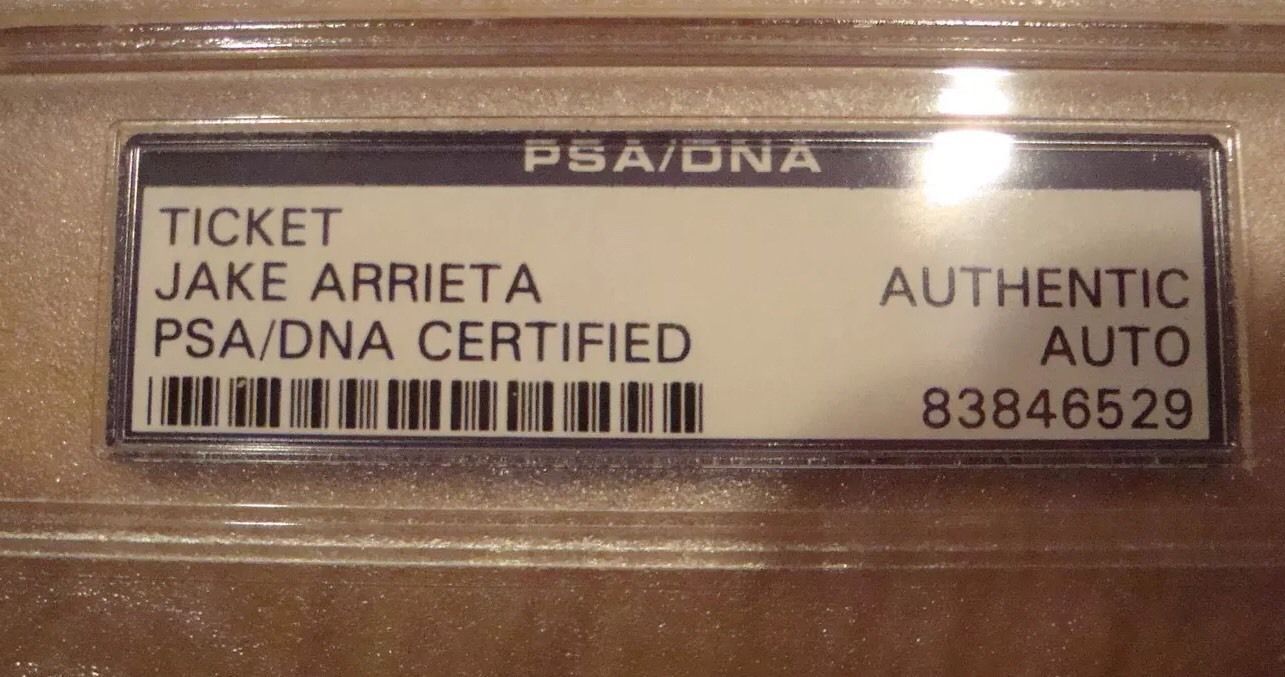 PSA/DNA
TICKET
JAKE ARRIETA
PSA/DNA CERTIFIED
AUTHENTIC
AUTO
83846529